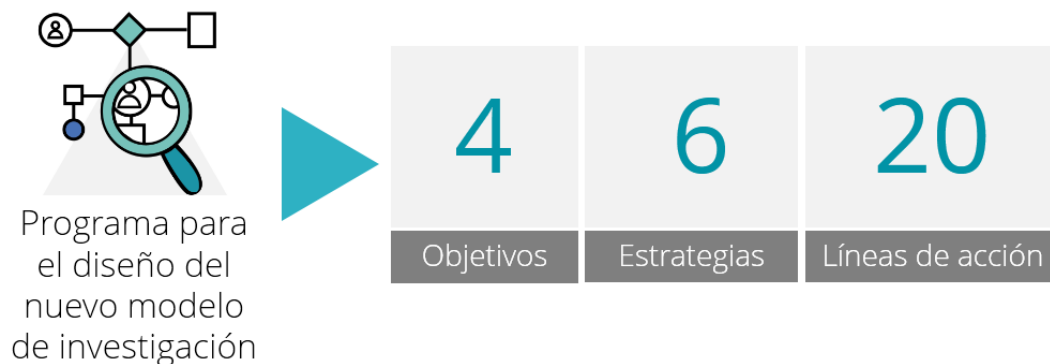 Programa para
el diseño del
nuevo modelo
de investigación
4
6
20
Objetivos
Estrategias
Líneas de acción